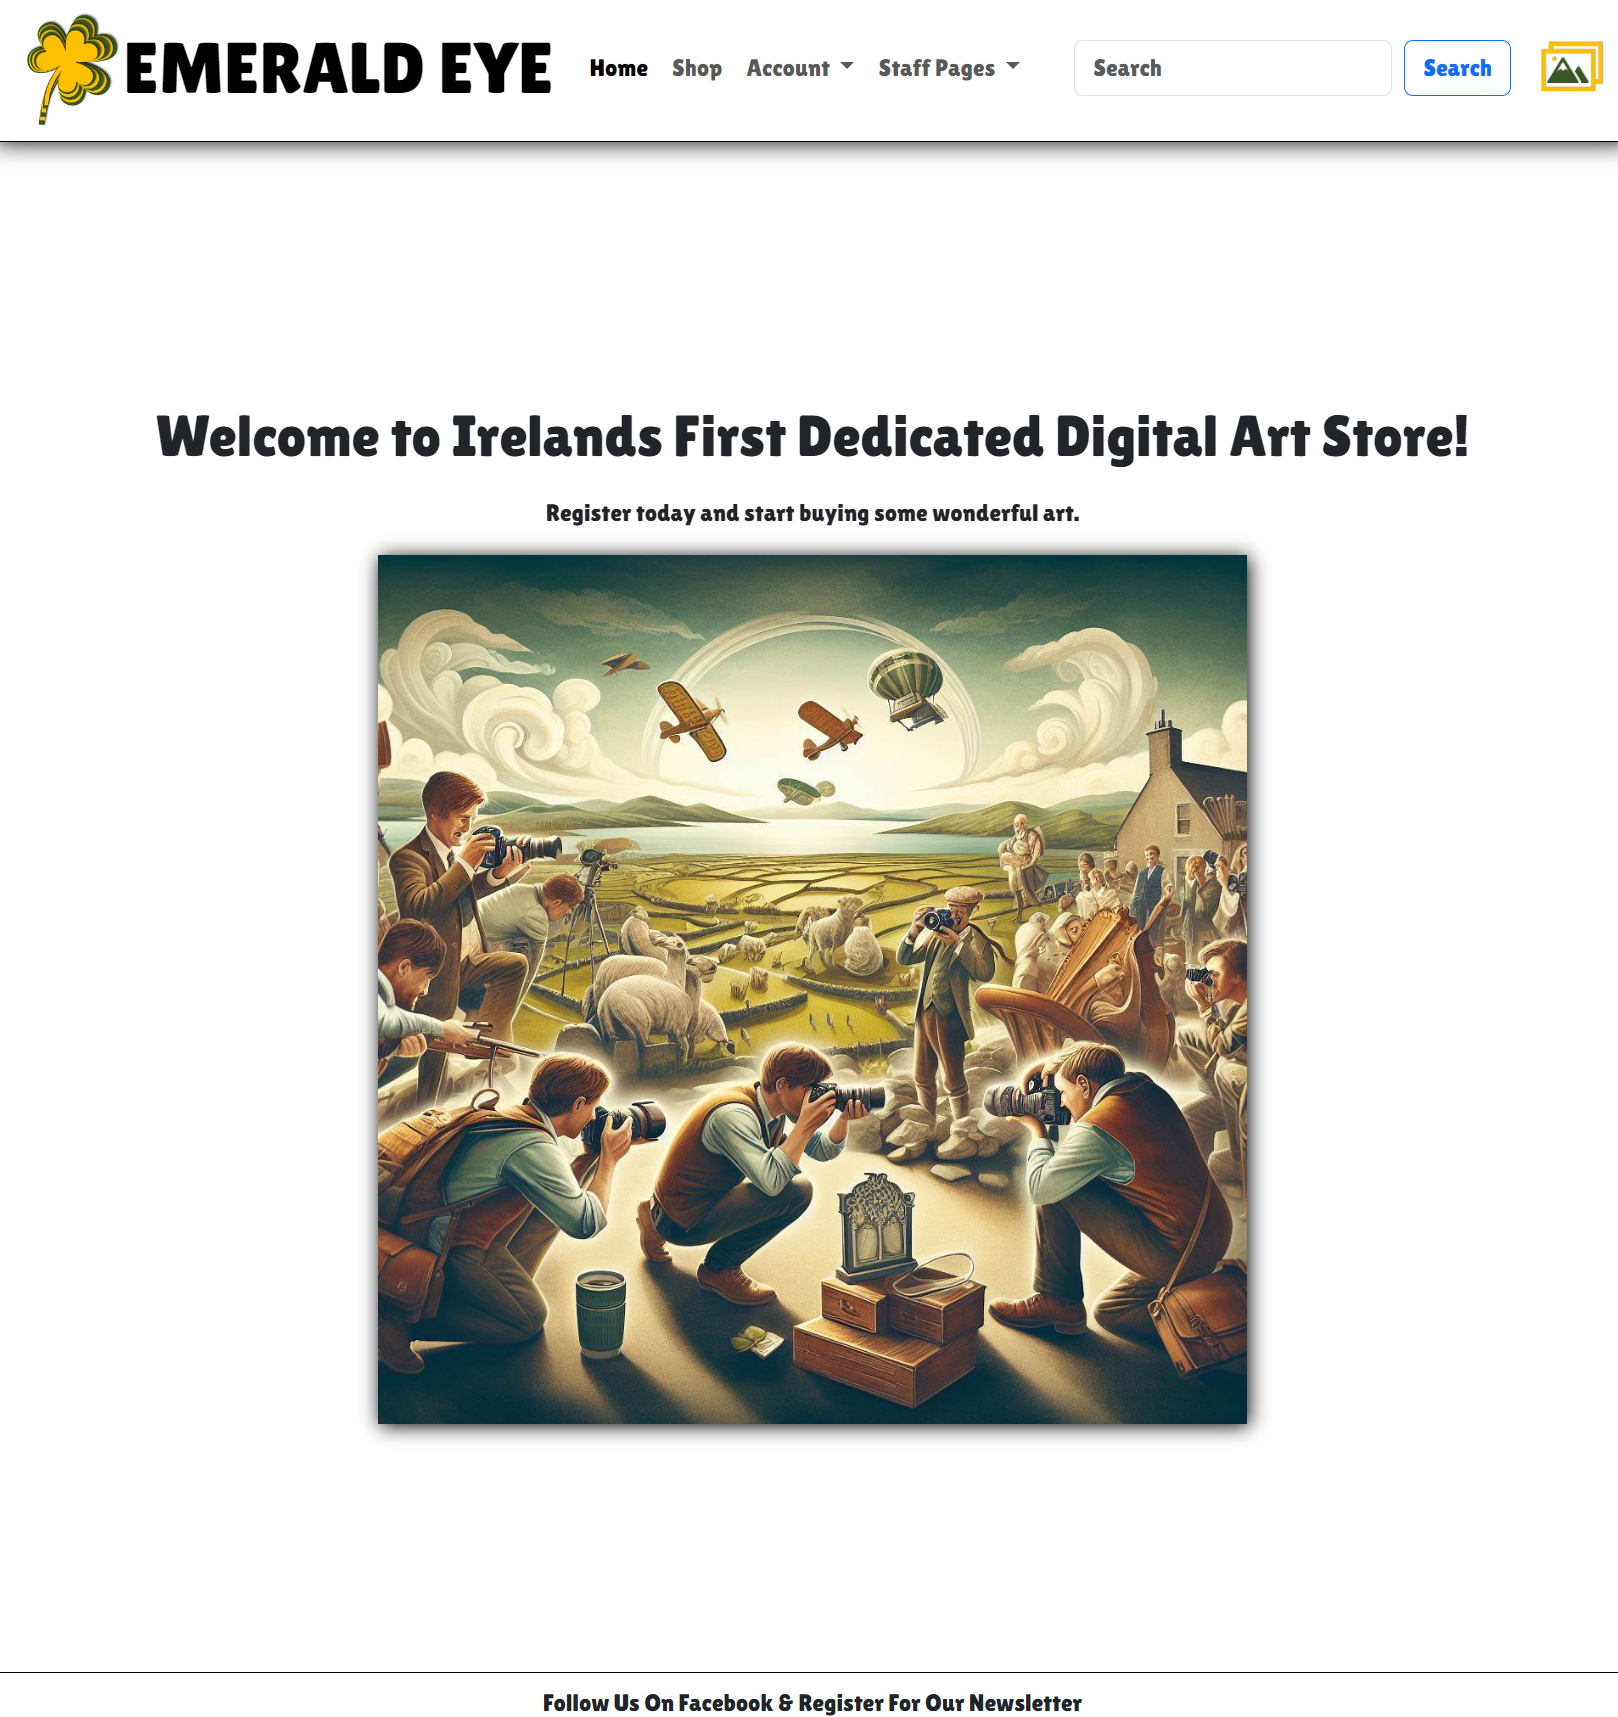 EMERALD EYE
Home Shop Account Staff Pages Search Search
Welcome to Irelands First Dedicated Digital Art Store!
Register today and start buying some wonderful art.
Follow Us On Facebook & Register For Our Newsletter